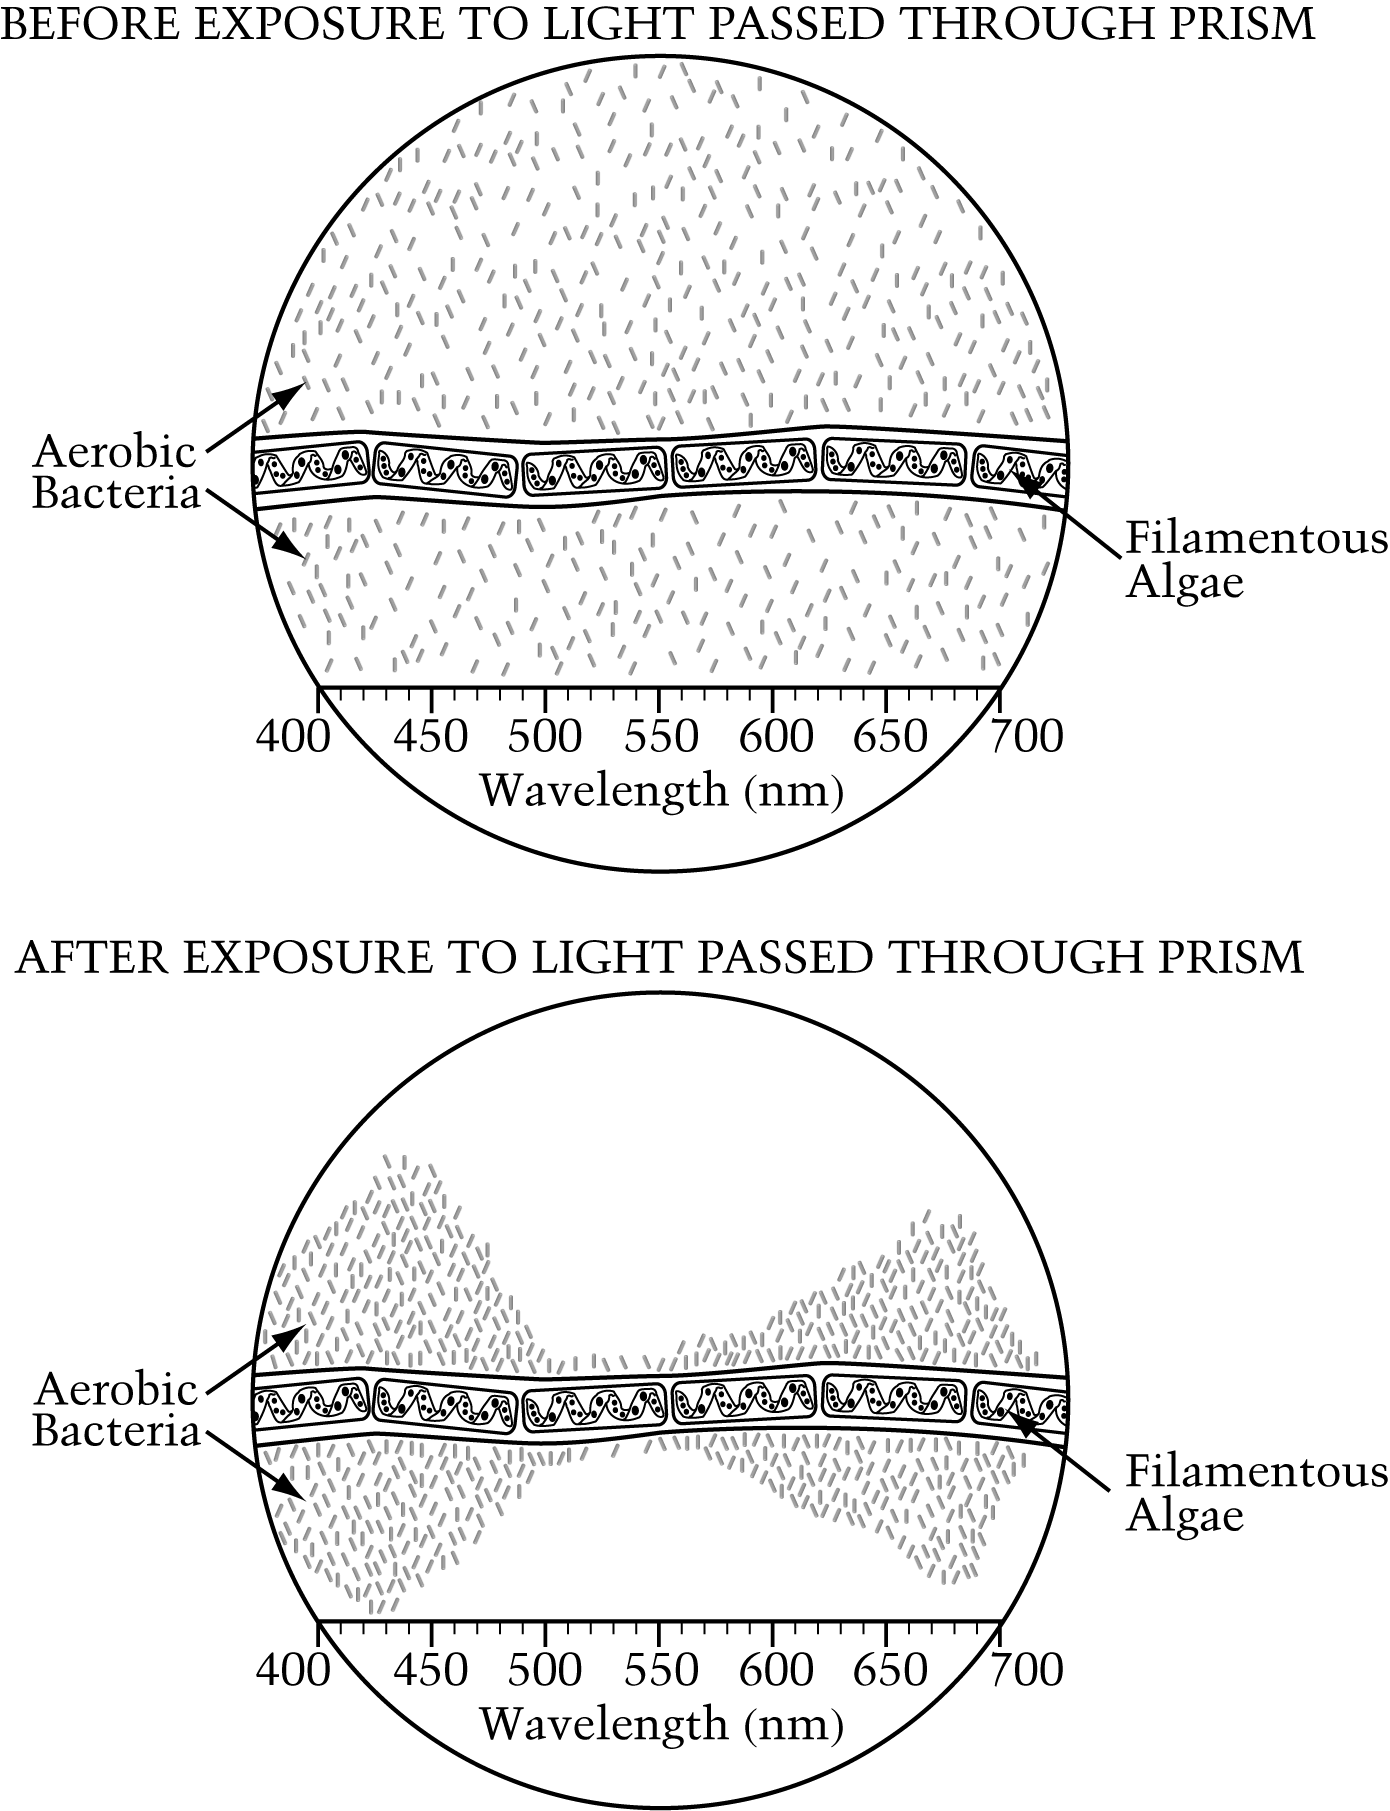 BEFORE EXPOSURE TO LIGHT PASSED THROUGH PRISM
Aerobic
Bacteria
Filamentous
Algae
400 450 500 550 600 650 700
Wavelength (nm)
AFTER EXPOSURE TO LIGHT PASSED THROUGH PRISM
Aerobic
Bacteria
Filamentous
Algae
400 450 500 550 600 650 700
Wavelength (nm)